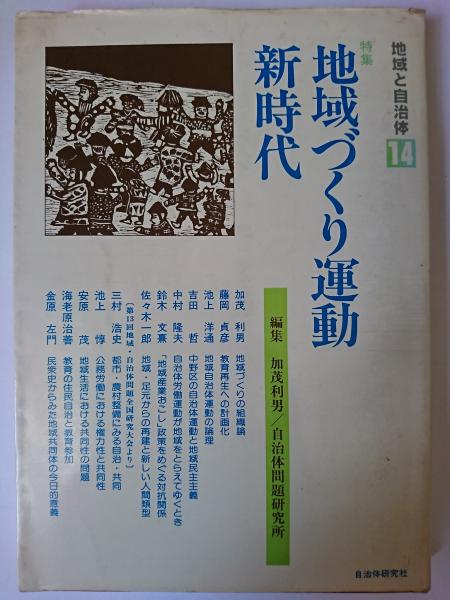 地域と自治体
14
特集
地域づくり運動
新時代
編集 加茂利男／自治体問題研究所
加茂 利男 地域づくりの組織論
藤岡 貞彦 教育再生への計画化
池上 洋通 地域自治体運動の論理
吉田 哲 中野区の自治体運動と地域民主主義
中村 隆夫 自治体労働運動が地域をとらえてゆくとき
鈴木 文熹 「地域産業おこし」政策をめぐる対抗関係
佐々木一郎 地域・足元からの再建と新しい人間類型
〔第13回地域・自治体問題全国研究大会より〕
三村 浩史 都市・農村整備にみる自治・共同
池上 惇 公務労働における権力性と共同性
安原 茂 地域生活における共同性の問題
海老原治善 教育の住民自治と教育参加
金原 左門 民衆史からみた地域共同体の今日的意義
自治体研究社